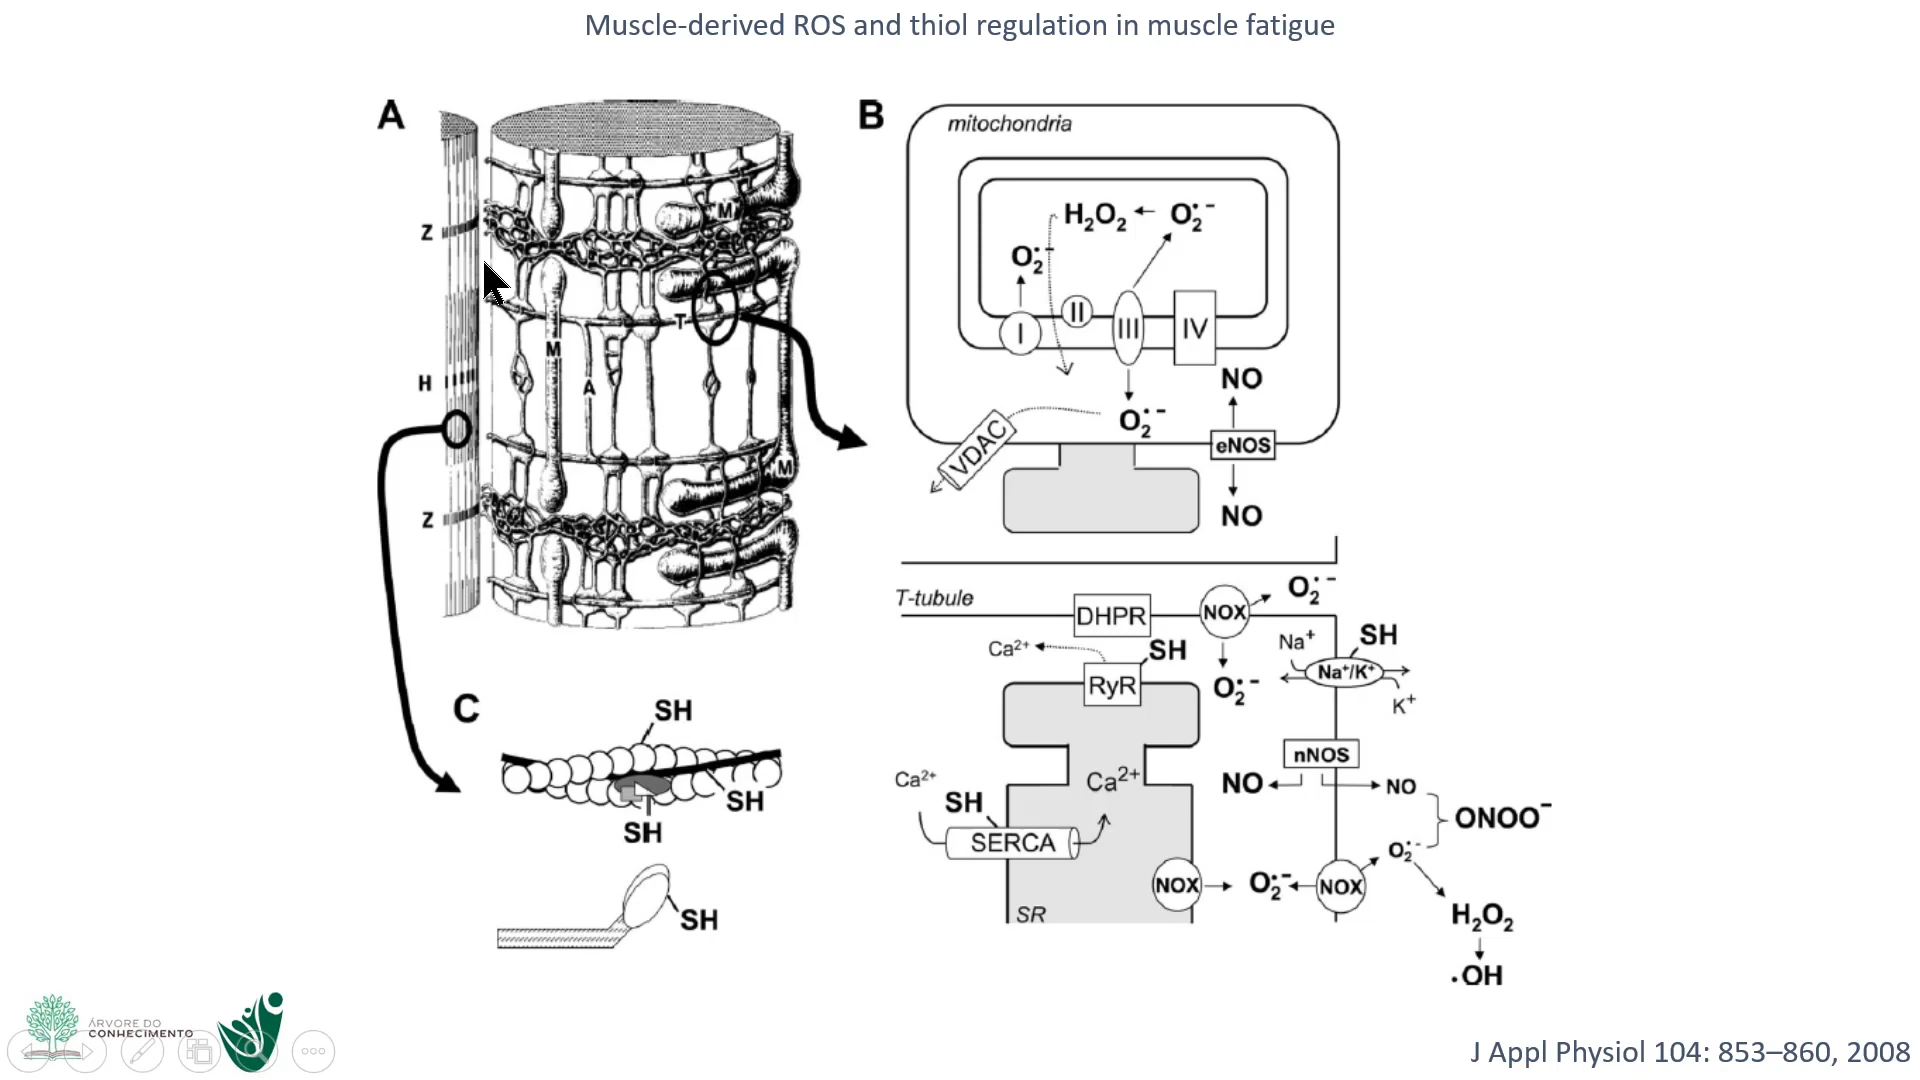 Muscle-derived ROS and thiol regulation in muscle fatigue
A
Z
H
Z
M
T
M
A
M
B
mitochondria
H₂O₂ ← O₂•−
O₂•−
I
II
III
IV
NO
O₂•−
VDAC
eNOS
NO
T-tubule
DHPR
NOX
O₂•−
Ca²⁺
SH
RyR
O₂•−
Na⁺
SH
Na⁺/K⁺
K⁺
nNOS
NO
NO
ONOO⁻
Ca²⁺
Ca²⁺
SH
SERCA
O₂•−
NOX
O₂•−
NOX
SR
H₂O₂
•OH
C
SH
SH
SH
SH
ÁRVORE DO
CONHECIMENTO
J Appl Physiol 104: 853–860, 2008